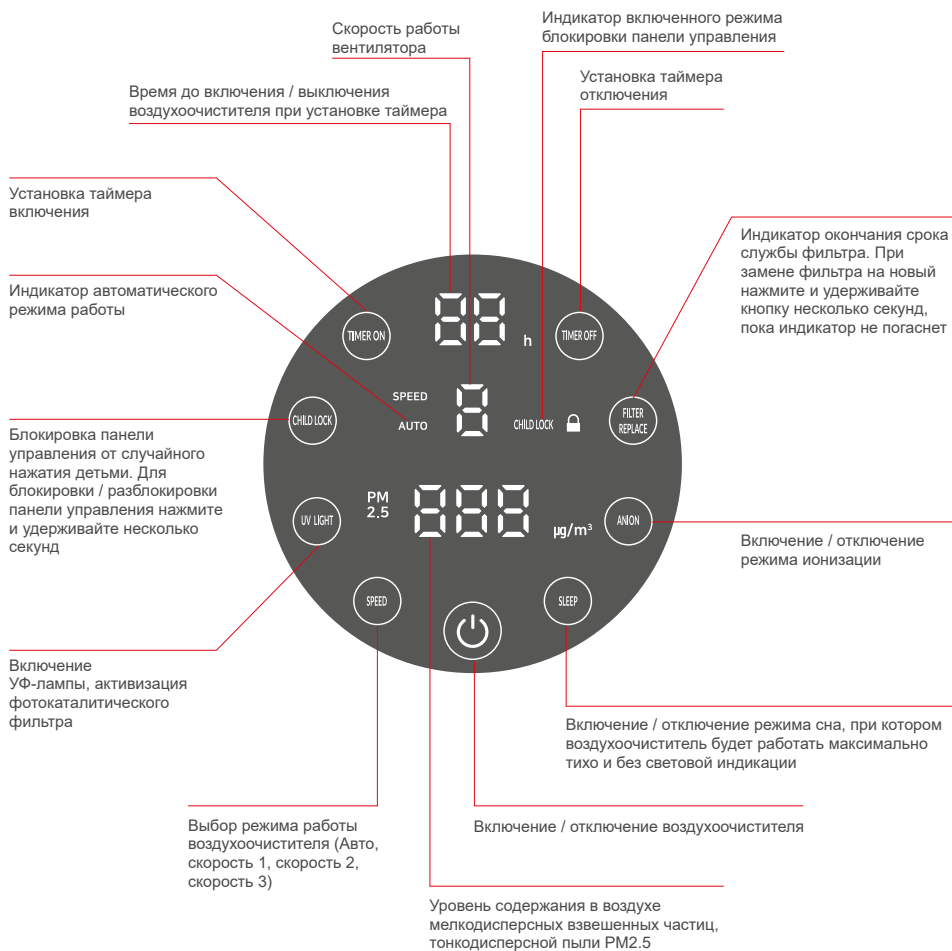 Скорость работы
вентилятора
Индикатор включенного режима
блокировки панели управления
Время до включения / выключения
воздухоочистителя при установке таймера
Установка таймера
отключения
Установка таймера
включения
Индикатор окончания срока
службы фильтра. При
замене фильтра на новый
нажмите и удерживайте
кнопку несколько секунд,
пока индикатор не погаснет
Индикатор автоматического
режима работы
TIMER ON
88
h
TIMER OFF
CHILD LOCK
SPEED
AUTO
8
CHILD LOCK
FILTER
REPLACE
Блокировка панели
управления от случайного
нажатия детьми. Для
блокировки / разблокировки
панели управления нажмите
и удерживайте несколько
секунд
UV LIGHT
PM
2.5
888
µg/m³
ANION
Включение / отключение
режима ионизации
SPEED
SLEEP
Включение
УФ-лампы, активизация
фотокаталитического
фильтра
Включение / отключение режима сна, при котором
воздухоочиститель будет работать максимально
тихо и без световой индикации
Выбор режима работы
воздухоочистителя (Авто,
скорость 1, скорость 2,
скорость 3)
Включение / отключение воздухоочистителя
Уровень содержания в воздухе
мелкодисперсных взвешенных частиц,
тонкодисперсной пыли PM2.5